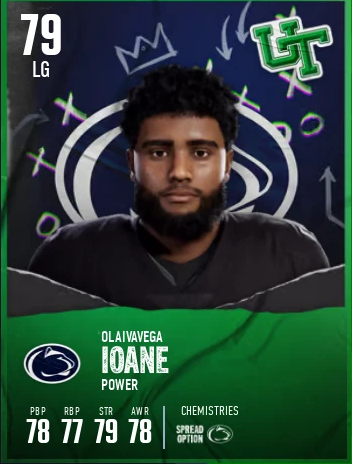 79
LG
UT
OLAIVAVEGA
IOANE
POWER
PBP RBP STR AWR
78 77 79 78
CHEMISTRIES
SPREAD
OPTION